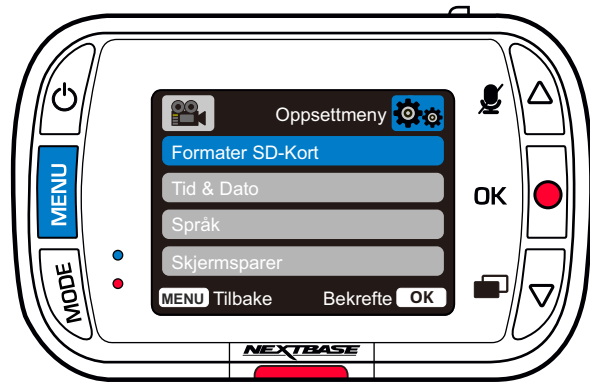 Oppsettmeny
Formater SD-Kort
Tid & Dato
Språk
Skjermsparer
MENU Tilbake Bekrefte OK
MENU
MODE
OK
NEXTBASE